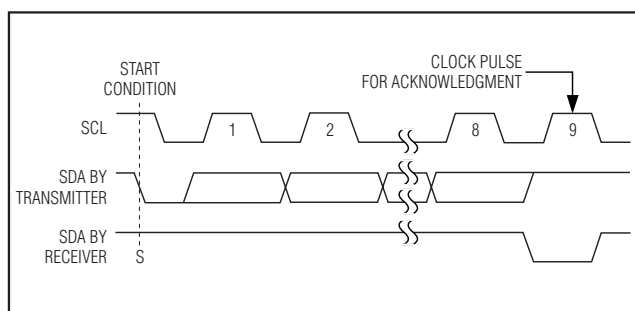 START
CONDITION
CLOCK PULSE
FOR ACKNOWLEDGMENT
SCL
1
2
8
9
SDA BY
TRANSMITTER
SDA BY
RECEIVER
S